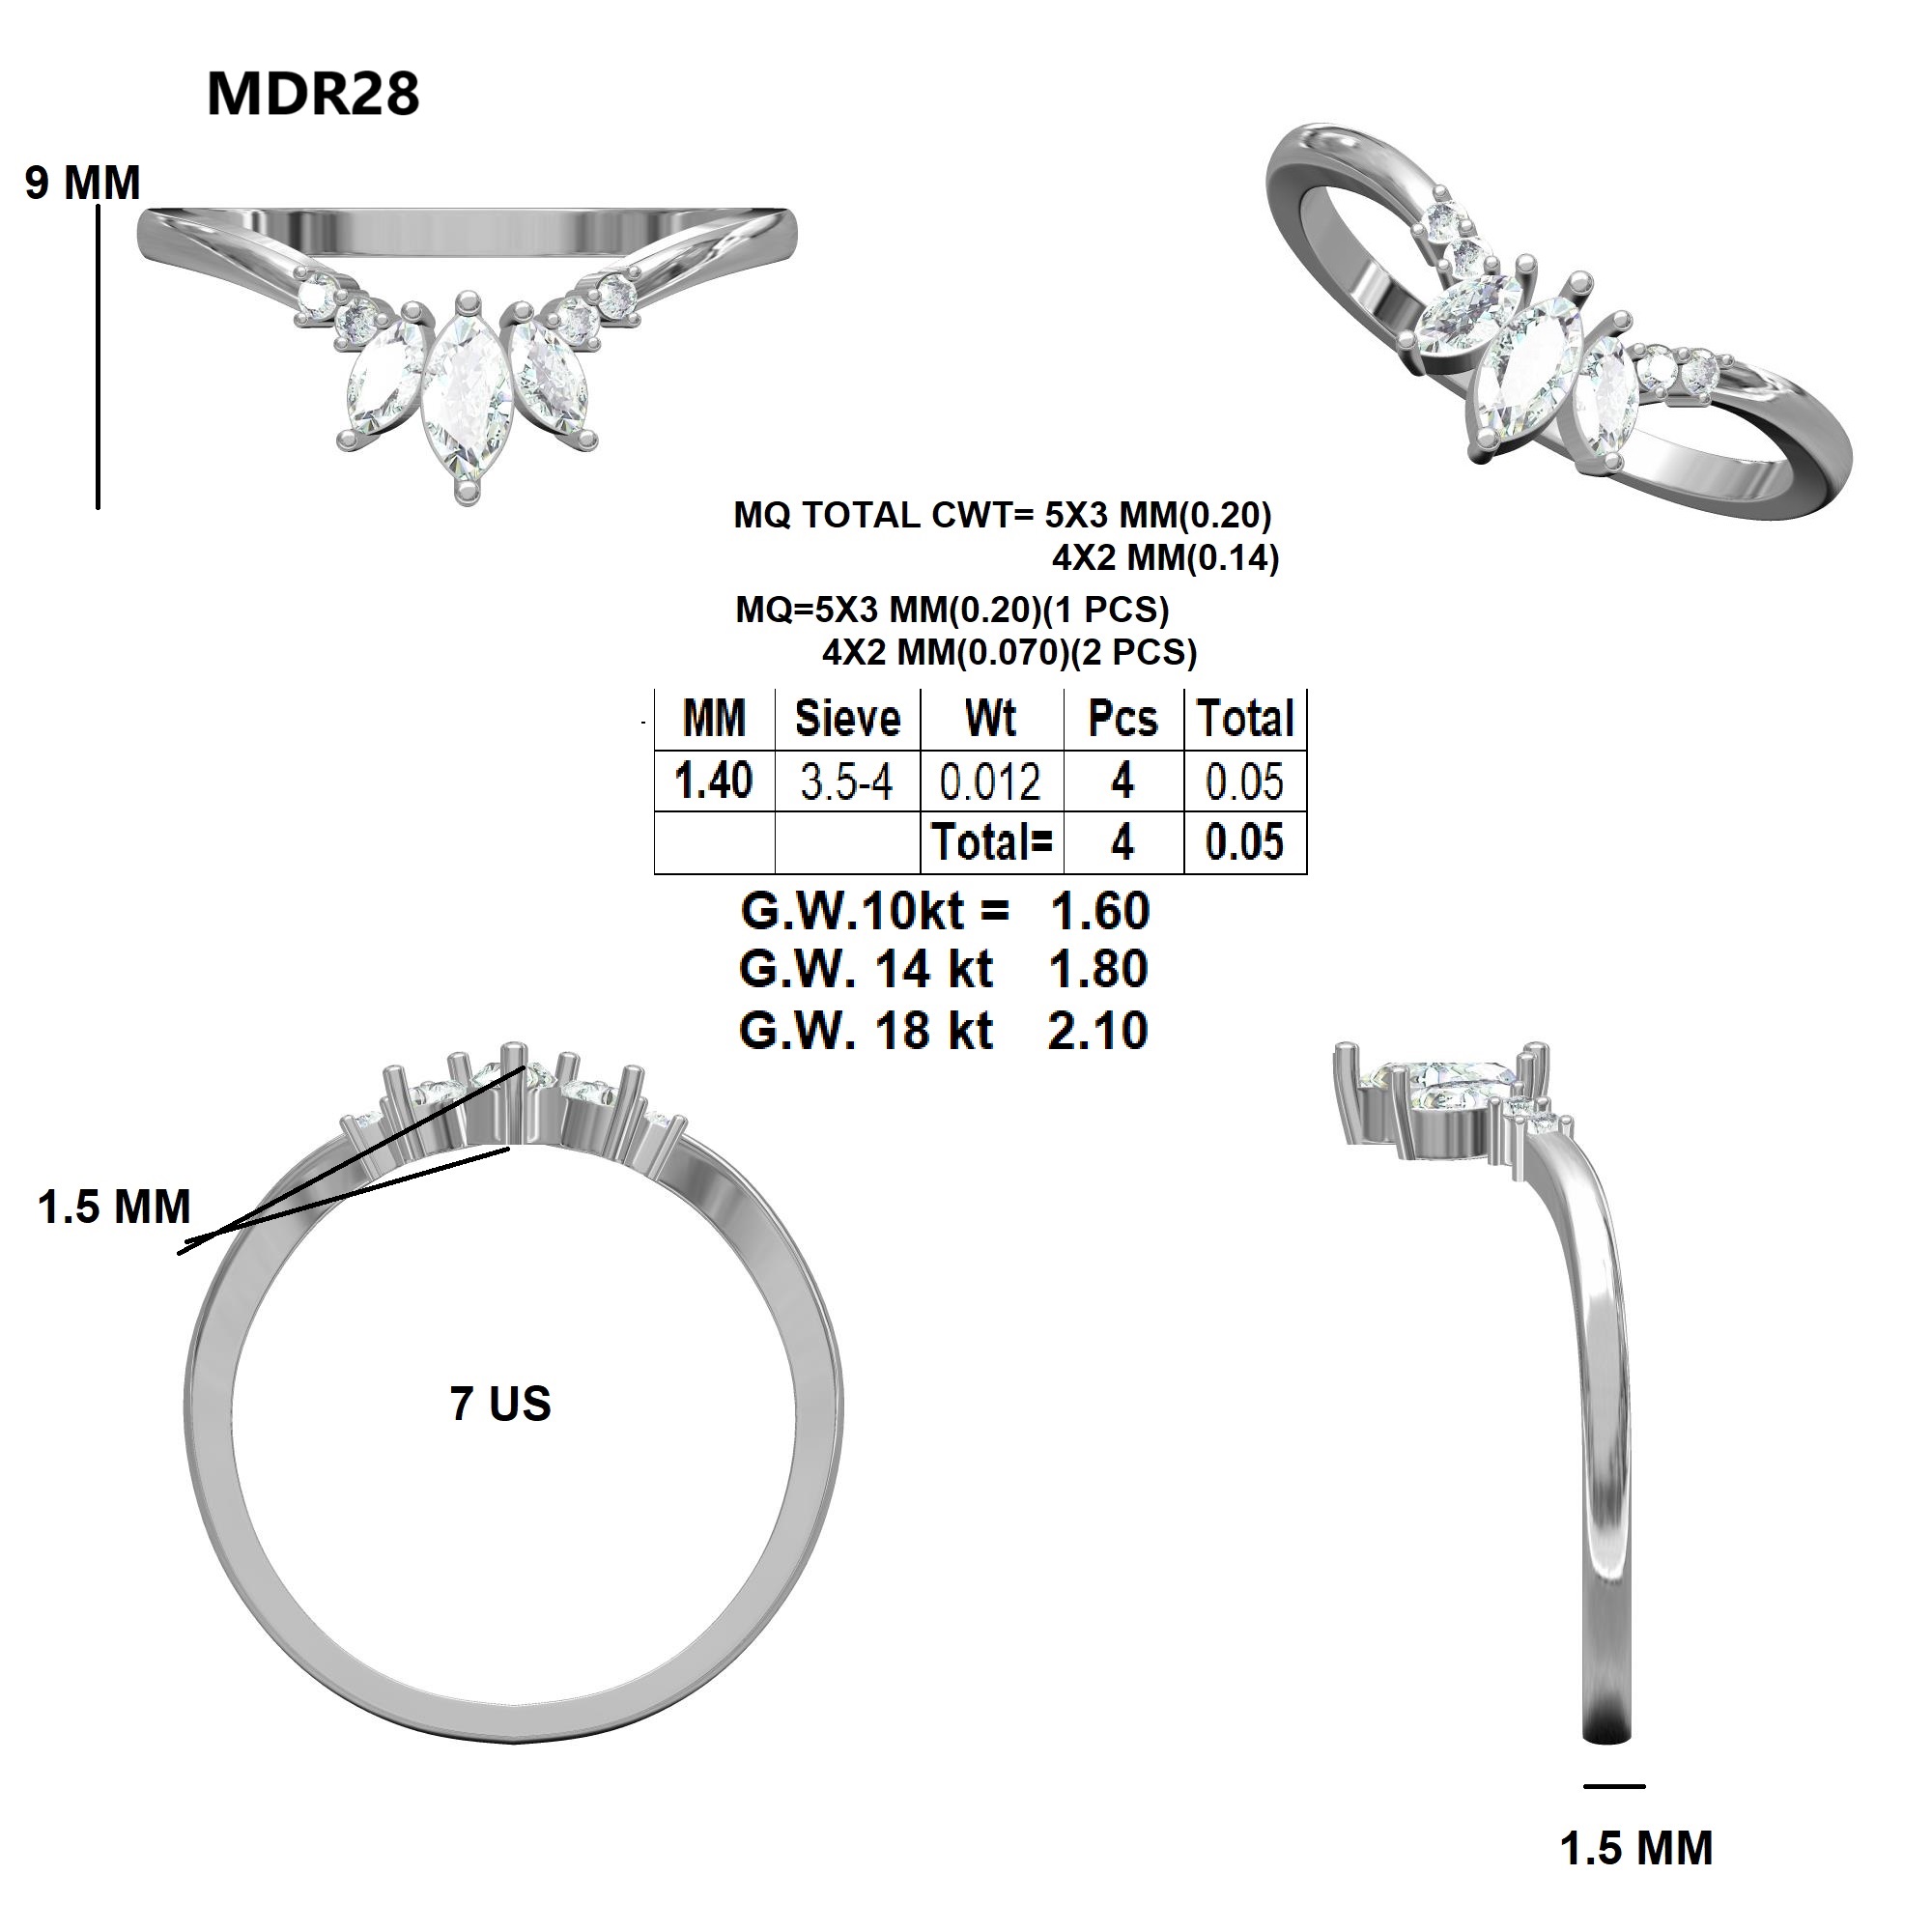 MDR28
9 MM
MQ TOTAL CWT= 5X3 MM(0.20)
4X2 MM(0.14)
MQ=5X3 MM(0.20)(1 PCS)
4X2 MM(0.070)(2 PCS)
MM Sieve Wt Pcs Total
1.40 3.5-4 0.012 4 0.05
Total= 4 0.05
G.W.10kt = 1.60
G.W. 14 kt 1.80
G.W. 18 kt 2.10
1.5 MM
7 US
1.5 MM